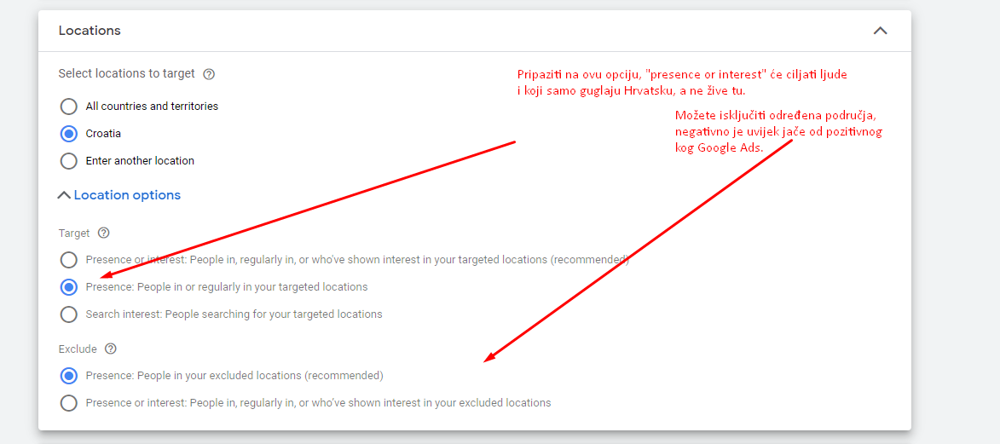 Locations
Select locations to target
Pripaziti na ovu opciju, "presence or interest" će ciljati ljude
i koji samo guglaju Hrvatsku, a ne žive tu.
All countries and territories
Možete isključiti određena područja,
negativno je uvijek jače od pozitivnog
kog Google Ads.
Croatia
Enter another location
Location options
Target
Presence or interest: People in, regularly in, or who've shown interest in your targeted locations (recommended)
Presence: People in or regularly in your targeted locations
Search interest: People searching for your targeted locations
Exclude
Presence: People in your excluded locations (recommended)
Presence or interest: People in, regularly in, or who've shown interest in your excluded locations